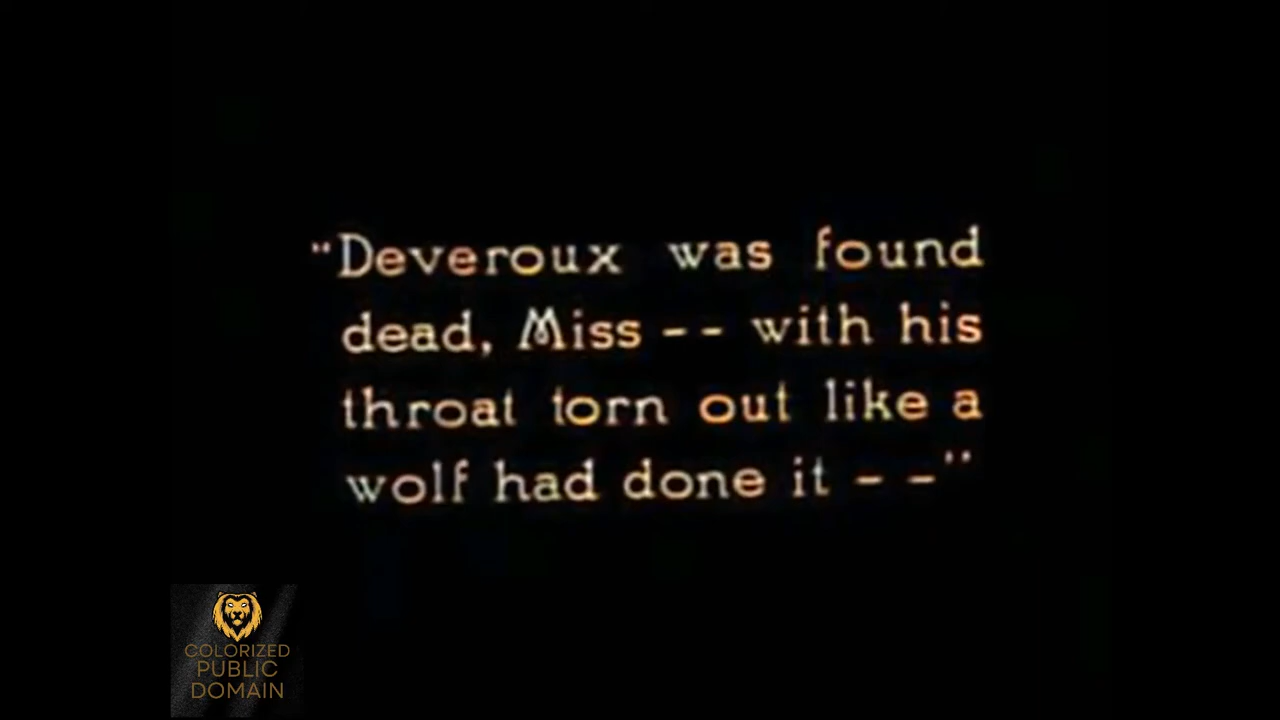 "Deveroux was found
dead, Miss -- with his
throat torn out like a
wolf had done it --"
COLORIZED
PUBLIC
DOMAIN